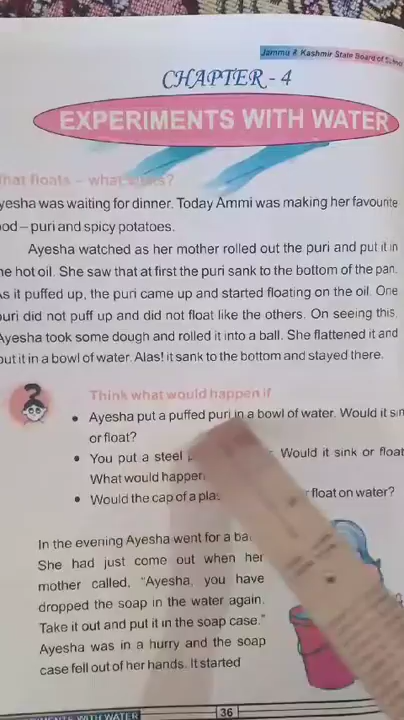 Jammu & Kashmir State Board of
CHAPTER - 4
EXPERIMENTS WITH WATER
hat floats – what sinks?
yesha was waiting for dinner. Today Ammi was making her favounte
od – puri and spicy potatoes.
Ayesha watched as her mother rolled out the puri and put it in
he hot oil. She saw that at first the puri sank to the bottom of the pan.
As it puffed up, the puri came up and started floating on the oil. One
puri did not puff up and did not float like the others. On seeing this,
Ayesha took some dough and rolled it into a ball. She flattened it and
put it in a bowl of water. Alas! it sank to the bottom and stayed there.
Think what would happen if
• Ayesha put a puffed puri in a bowl of water. Would it sin
or float?
• You put a steel Would it sink or float
What would happen
• Would the cap of a pla float on water?
In the evening Ayesha went for a ba
She had just come out when her
mother called, "Ayesha, you have
dropped the soap in the water again.
Take it out and put it in the soap case."
Ayesha was in a hurry and the soap
case fell out of her hands. It started
EXPERIMENTS WITH WATER
36